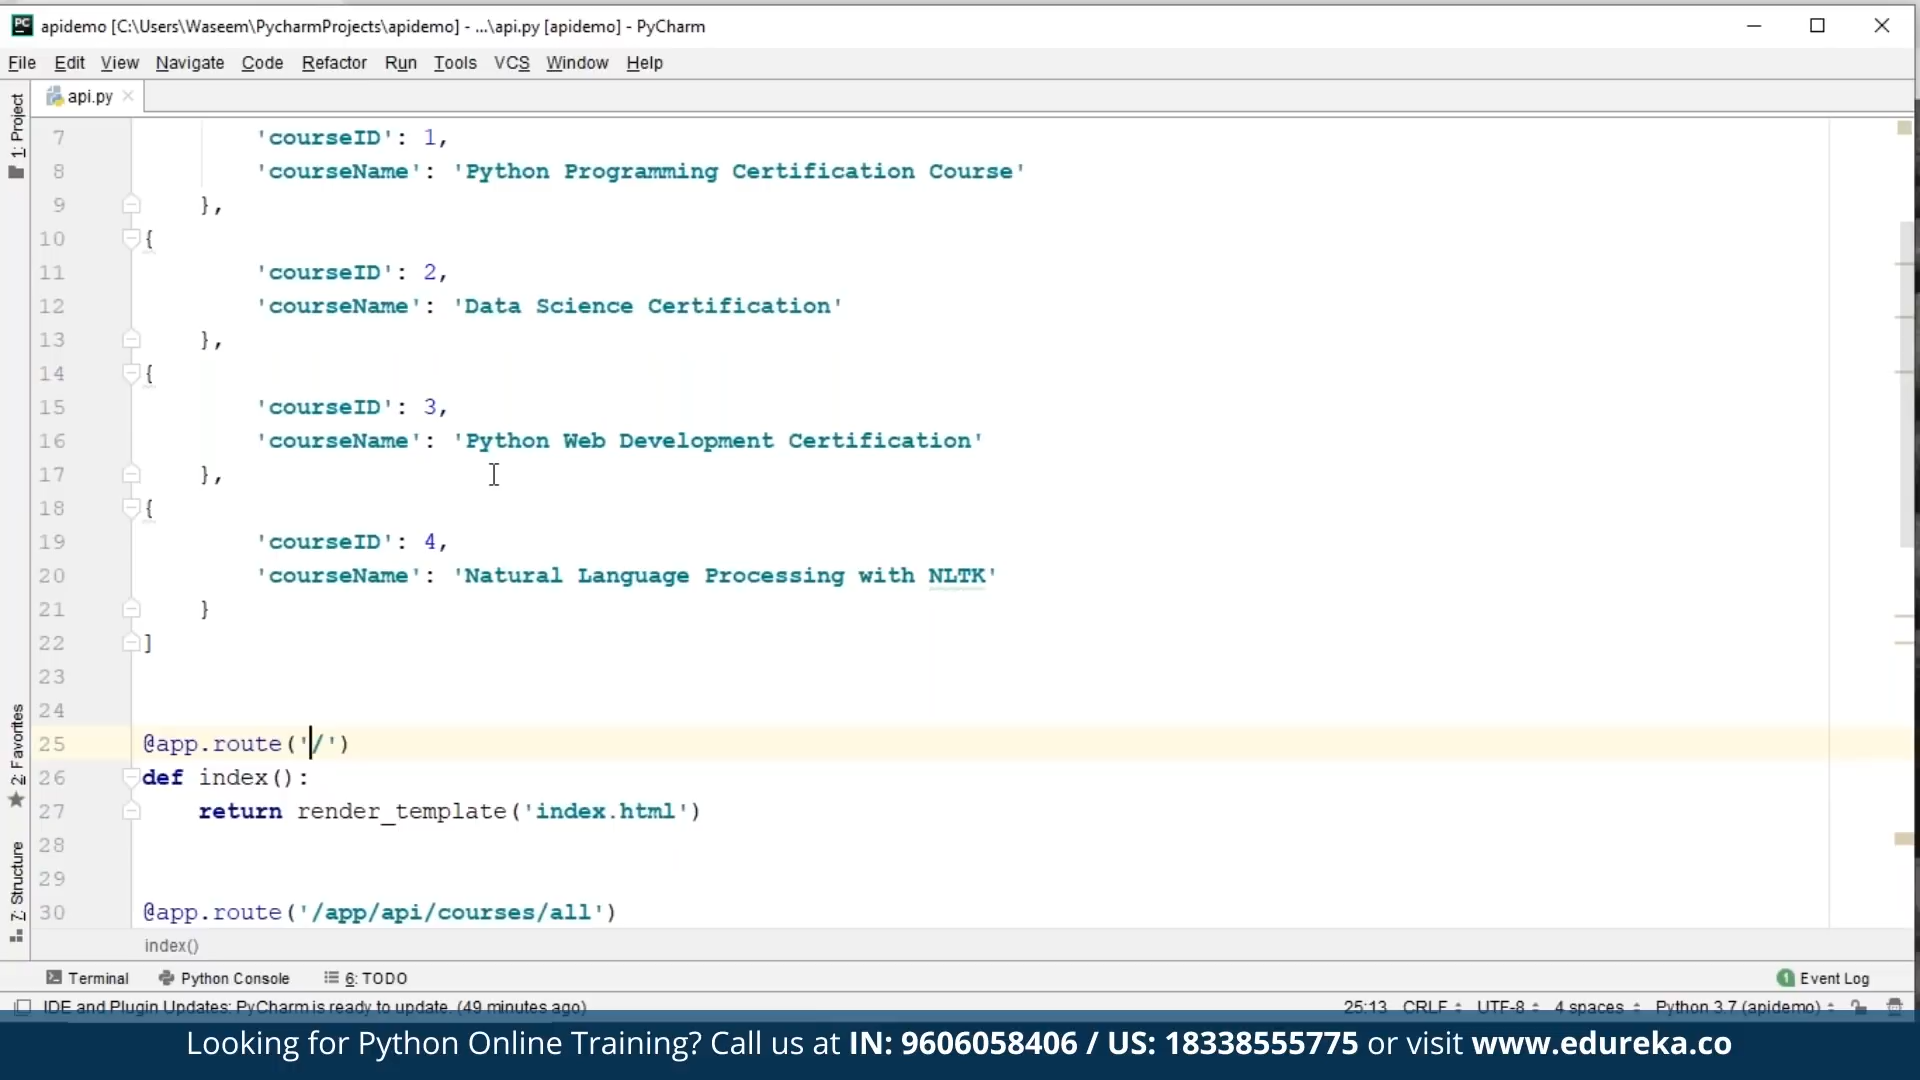 apidemo [C:\Users\Waseem\PycharmProjects\apidemo] - ...\api.py [apidemo] - PyCharm
File Edit View Navigate Code Refactor Run Tools VCS Window Help
api.py
1: Project
2: Favorites
7: Structure
7 'courseID': 1,
8 'courseName': 'Python Programming Certification Course'
9 },
10 {
11 'courseID': 2,
12 'courseName': 'Data Science Certification'
13 },
14 {
15 'courseID': 3,
16 'courseName': 'Python Web Development Certification'
17 },
18 {
19 'courseID': 4,
20 'courseName': 'Natural Language Processing with NLTK'
21 }
22 ]
23
24
25 @app.route('/')
26 def index():
27 return render_template('index.html')
28
29
30 @app.route('/app/api/courses/all')
index()
Terminal Python Console 6: TODO 1 Event Log
IDE and Plugin Updates: PyCharm is ready to update. (49 minutes ago) 25:13 CRLF UTF-8 4 spaces Python 3.7 (apidemo)
Looking for Python Online Training? Call us at IN: 9606058406 / US: 18338555775 or visit www.edureka.co